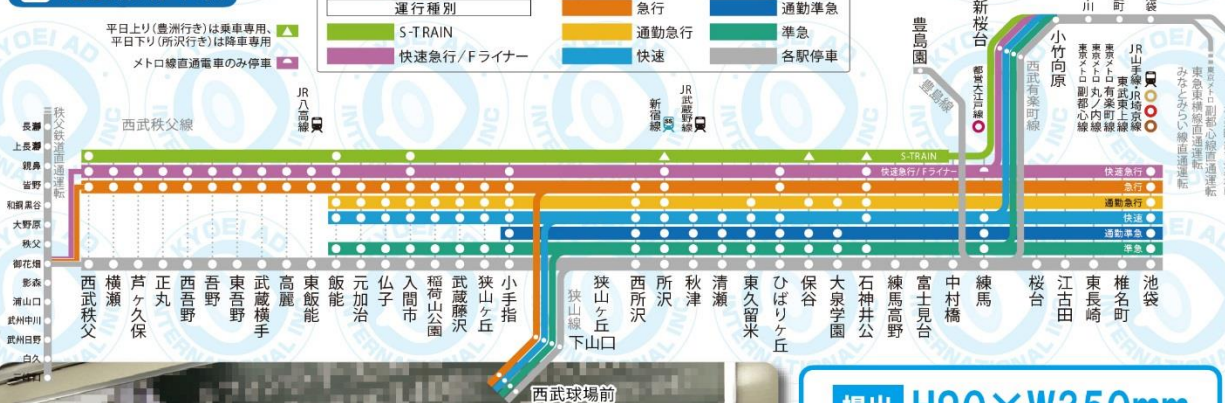 平日上り(豊洲行き)は乗車専用、
平日下り(所沢行き)は降車専用
メトロ線直通電車のみ停車
運行種別
S-TRAIN
快速急行/Fライナー
急行
通勤急行
快速
通勤準急
準急
各駅停車
新桜台
豊島園
豊島線
都営大江戸線
小竹向原
西武有楽町線
川
町
袋
東京メトロ 副都心線
東京メトロ 丸ノ内線
東京メトロ 有楽町線
東武東上線
JR山手線・JR埼京線
東京メトロ副都心線直通運転
東急東横線直通運転
みなとみらい線直通運転
秩父鉄道直通運転
西武秩父線
JR八高線
新宿線
JR武蔵野線
長瀞
上長瀞
親鼻
皆野
和銅黒谷
大野原
秩父
御花畑
影森
浦山口
武州中川
武州日野
白久
三峰口
S-TRAIN
快速急行/Fライナー
快速急行
急行
通勤急行
快速
通勤準急
準急
西武秩父
横瀬
芦ヶ久保
正丸
西吾野
吾野
東吾野
武蔵横手
高麗
東飯能
飯能
元加治
仏子
入間市
稲荷山公園
武蔵藤沢
狭山ヶ丘
小手指
狭山線
狭山ヶ丘
下山口
西所沢
所沢
秋津
清瀬
東久留米
ひばりヶ丘
保谷
大泉学園
石神井公
練馬高野
富士見台
中村橋
練馬
桜台
江古田
東長崎
椎名町
池袋
西武球場前
KYOEI AD
INTERNATIONAL INC